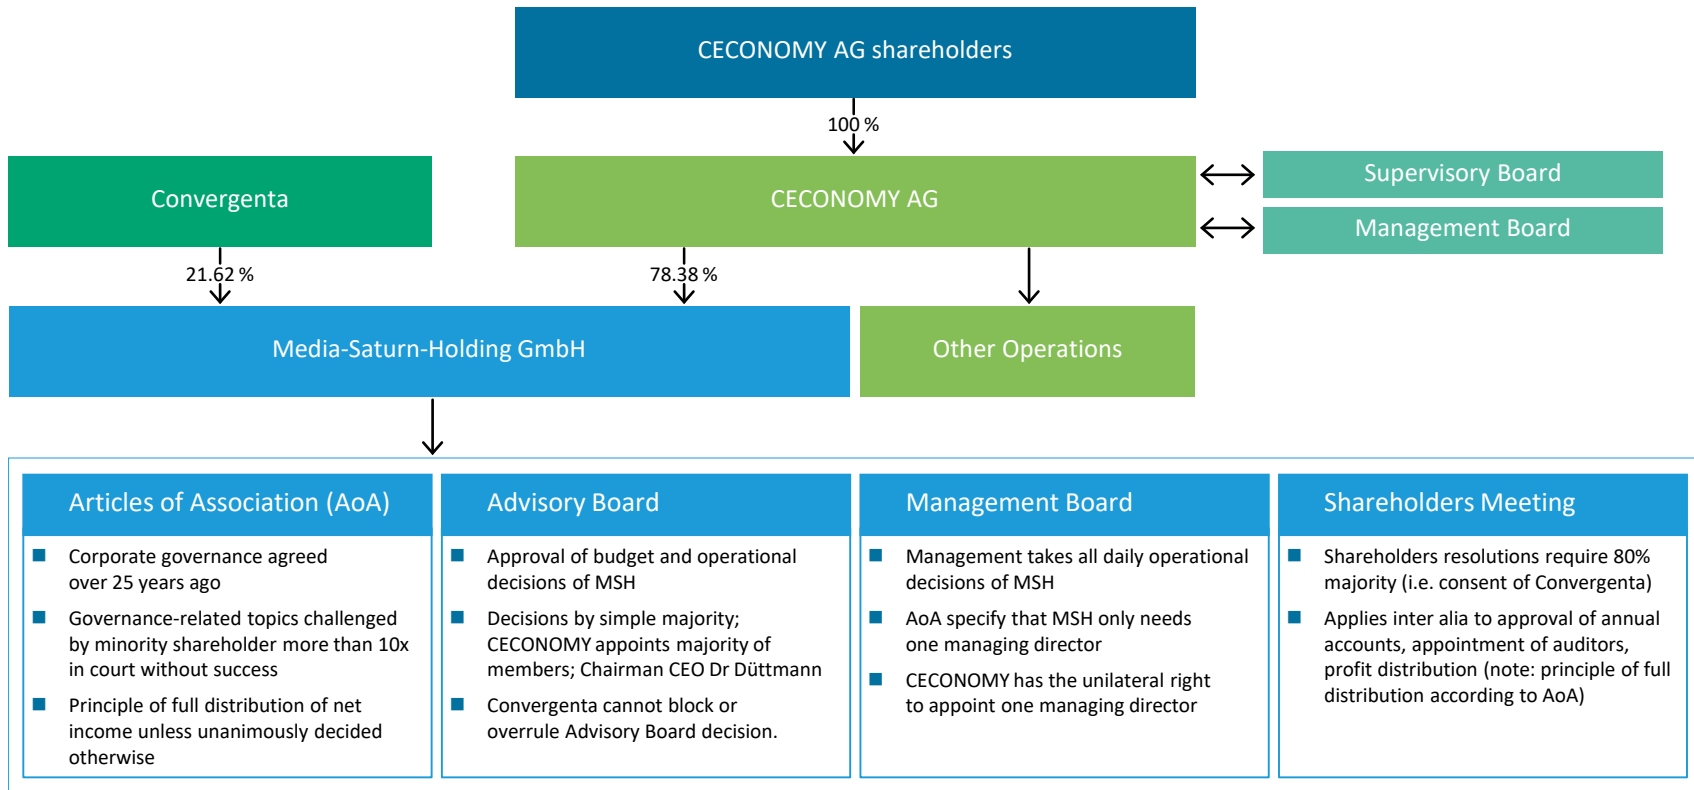 CECONOMY AG shareholders
100 %
Convergenta
CECONOMY AG
Supervisory Board
Management Board
21.62 %
78.38 %
Media-Saturn-Holding GmbH
Other Operations
Articles of Association (AoA)
Corporate governance agreed
over 25 years ago
Governance-related topics challenged
by minority shareholder more than 10x
in court without success
Principle of full distribution of net
income unless unanimously decided
otherwise
Advisory Board
Approval of budget and operational
decisions of MSH
Decisions by simple majority;
CECONOMY appoints majority of
members; Chairman CEO Dr Düttmann
Convergenta cannot block or
overrule Advisory Board decision.
Management Board
Management takes all daily operational
decisions of MSH
AoA specify that MSH only needs
one managing director
CECONOMY has the unilateral right
to appoint one managing director
Shareholders Meeting
Shareholders resolutions require 80%
majority (i.e. consent of Convergenta)
Applies inter alia to approval of annual
accounts, appointment of auditors,
profit distribution (note: principle of full
distribution according to AoA)